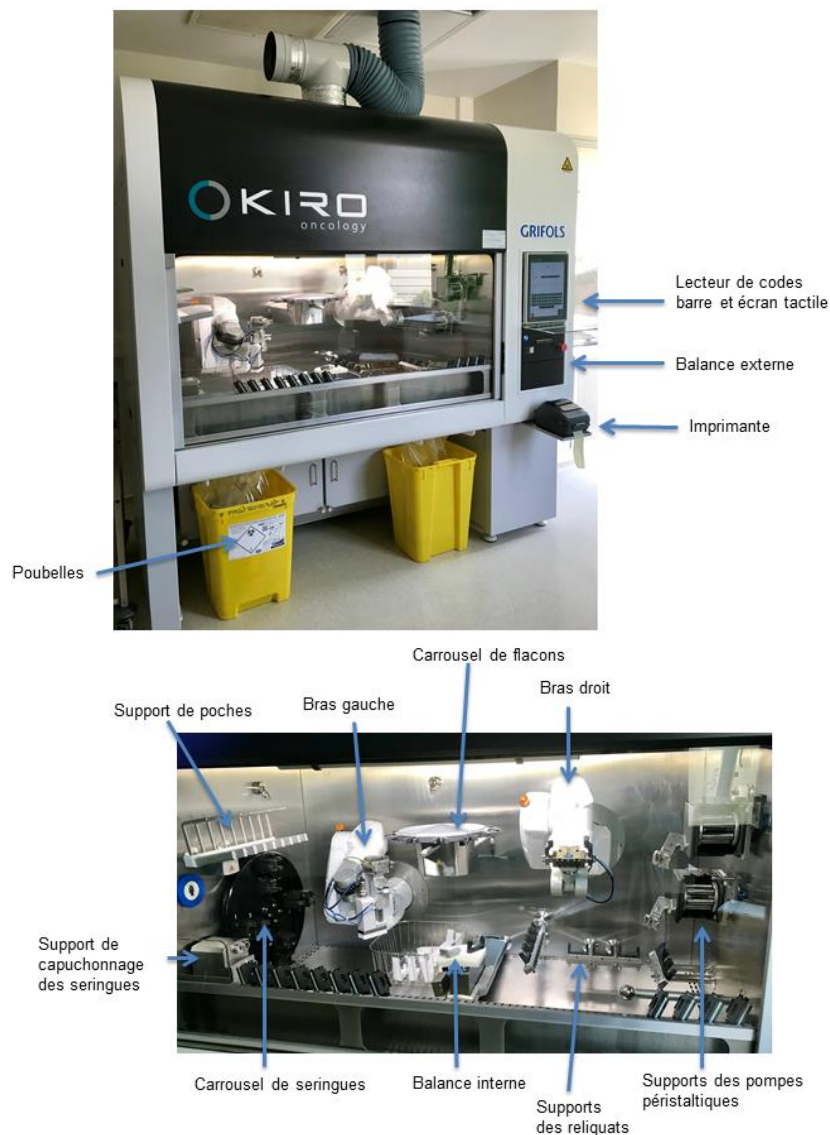 KIRO
oncology
GRIFOLS
Lecteur de codes
barre et écran tactile
Balance externe
Imprimante
Poubelles
Carrousel de flacons
Bras droit
Bras gauche
Support de poches
Support de
capuchonnage
des seringues
Carrousel de seringues
Balance interne
Supports
des reliquats
Supports des pompes
péristaltiques